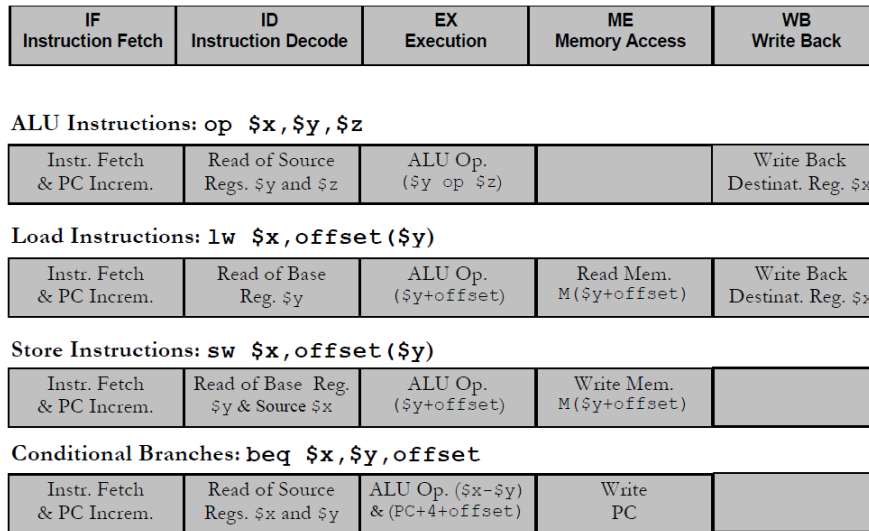 IF ID EX ME WB
Instruction Fetch Instruction Decode Execution Memory Access Write Back
ALU Instructions: op $x,$y,$z
Instr. Fetch Read of Source ALU Op. Write Back
& PC Increm. Regs. $y and $z ($y op $z) Destinat. Reg. $x
Load Instructions: lw $x,offset($y)
Instr. Fetch Read of Base ALU Op. Read Mem. Write Back
& PC Increm. Reg. $y ($y+offset) M($y+offset) Destinat. Reg. $x
Store Instructions: sw $x,offset($y)
Instr. Fetch Read of Base Reg. ALU Op. Write Mem.
& PC Increm. $y & Source $x ($y+offset) M($y+offset)
Conditional Branches: beq $x,$y,offset
Instr. Fetch Read of Source ALU Op. ($x-$y) Write
& PC Increm. Regs. $x and $y & (PC+4+offset) PC